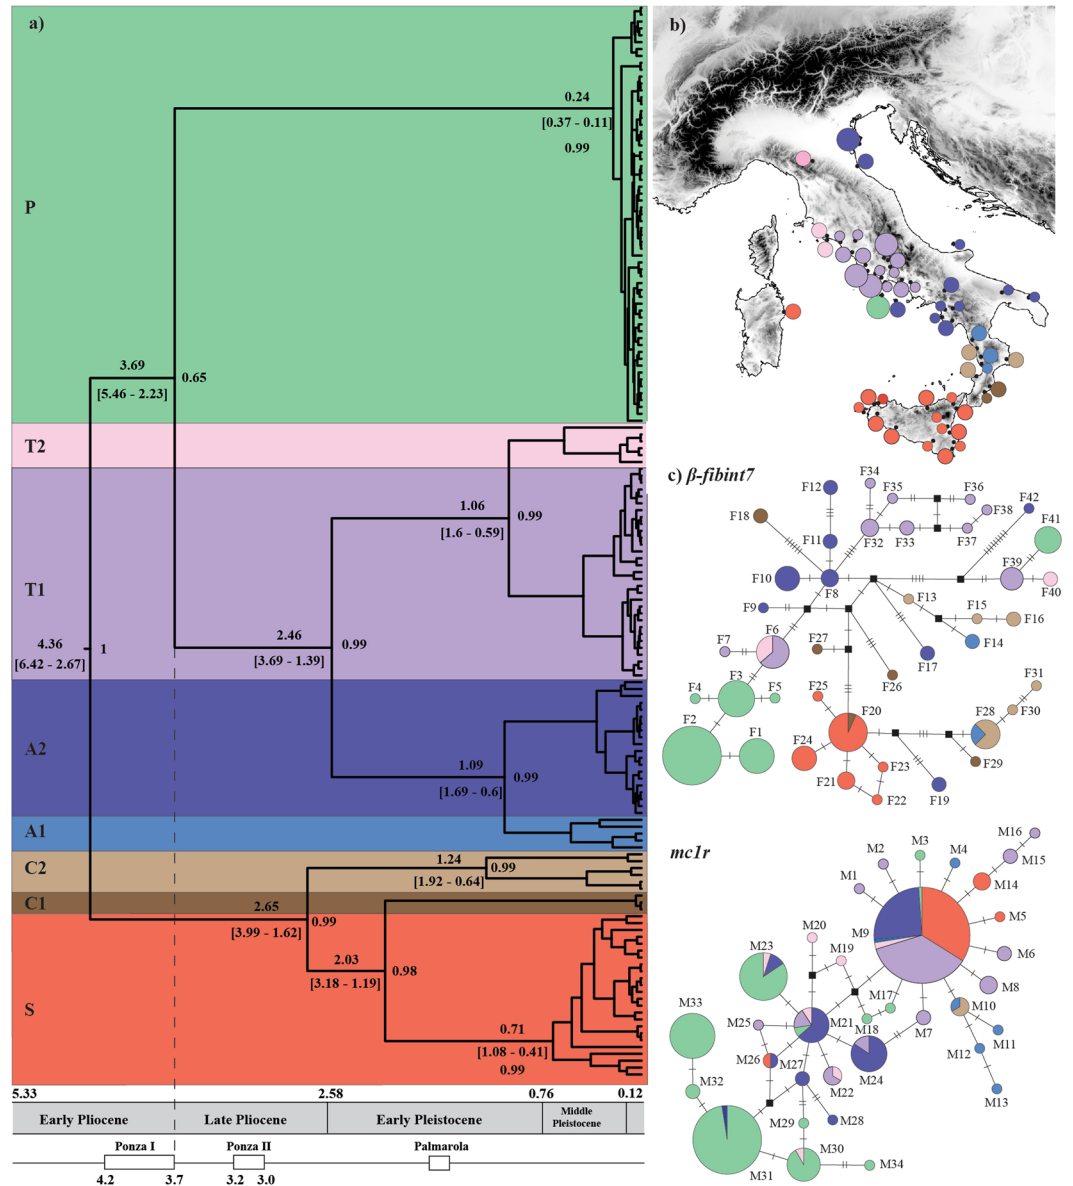 a)
0.24
[0.37 - 0.11]
0.99
P
3.69
[5.46 - 2.23]
0.65
T2
1.06
[1.6 - 0.59]
0.99
T1
4.36
[6.42 - 2.67]
1
2.46
[3.69 - 1.39]
0.99
A2
1.09
[1.69 - 0.6]
0.99
A1
C2
1.24
[1.92 - 0.64]
0.99
C1
2.65
[3.99 - 1.62]
0.99
2.03
[3.18 - 1.19]
0.98
S
0.71
[1.08 - 0.41]
0.99
5.33 2.58 0.76 0.12
Early Pliocene Late Pliocene Early Pleistocene Middle
Pleistocene
Ponza I Ponza II Palmarola
4.2 3.7 3.2 3.0
b)
c) β-fibint7
F34
F12 F35 F36
F18 F42
F38 F41
F11 F32 F33 F37
F39
F10 F8 F40
F9 F13
F15 F16
F7 F6 F27 F14
F17
F3 F26
F4 F5 F25 F31
F20 F28 F30
F2 F1
F24 F29
F23
F21 F19
F22
mc1r
M16
M3
M2 M4 M15
M1 M14
M5
M20 M9
M19 M6
M23
M8
M17 M10
M33 M21 M18 M7
M25 M11
M12
M26 M27 M24
M32 M22 M13
M29 M28
M30
M31 M34